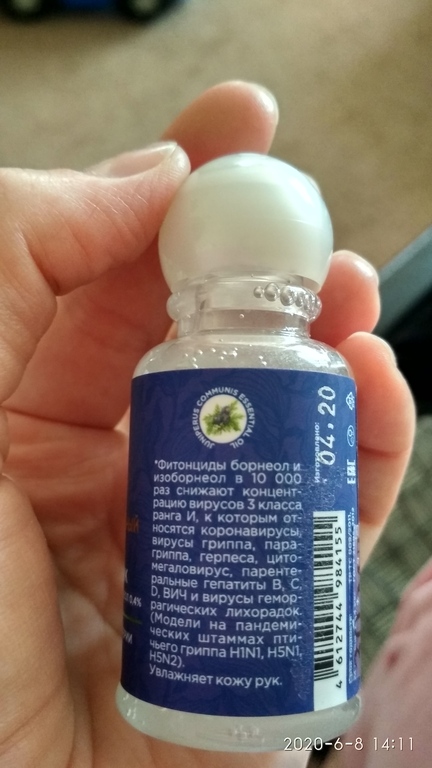 JUNIPERUS COMMUNIS ESSENTIAL OIL
*Фитонциды борнеол и
изоборнеол в 10 000
раз снижают концент-
рацию вирусов 3 класса
ранга И, к которым от-
носятся коронавирусы,
вирусы гриппа, пара-
гриппа, герпеса, цито-
мегаловирус, паренте-
ральные гепатиты В, С,
D, ВИЧ и вирусы гемор-
рагических лихорадок.
(Модели на пандеми-
ческих штаммах пти-
чьего гриппа H1N1, H5N1,
H5N2).
Увлажняет кожу рук.
Изготовлено:
04.20
EAC
4 612744 984155
2020-6-8 14:11